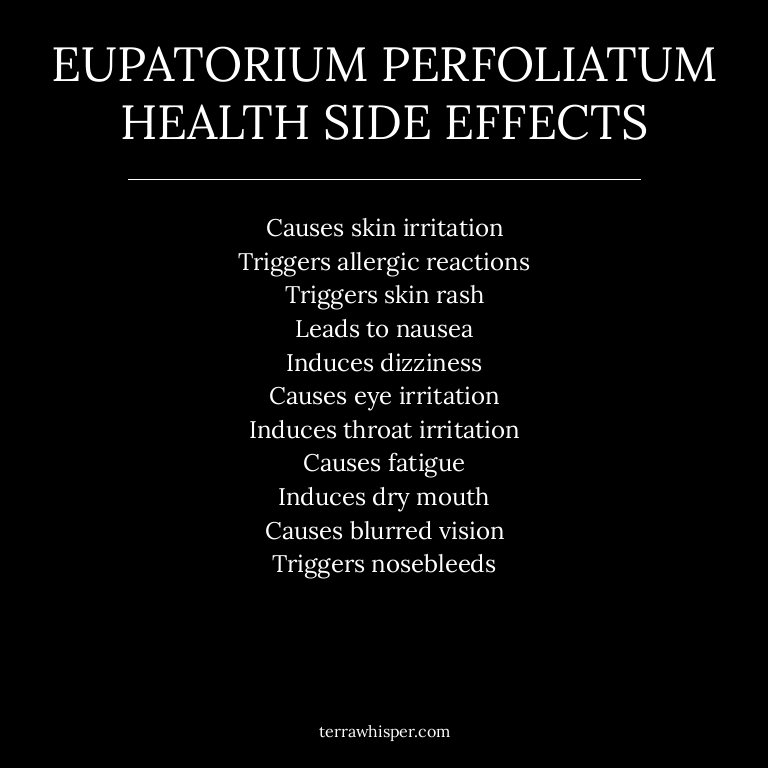 EUPATORIUM PERFOLIATUM
HEALTH SIDE EFFECTS
Causes skin irritation
Triggers allergic reactions
Triggers skin rash
Leads to nausea
Induces dizziness
Causes eye irritation
Induces throat irritation
Causes fatigue
Induces dry mouth
Causes blurred vision
Triggers nosebleeds
terrawhisper.com